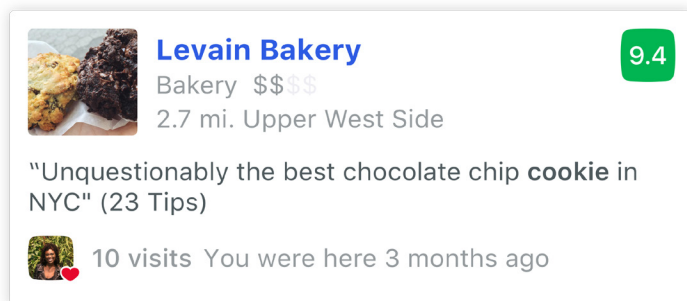 Levain Bakery
9.4
Bakery $$$$
2.7 mi. Upper West Side
“Unquestionably the best chocolate chip cookie in
NYC" (23 Tips)
10 visits You were here 3 months ago